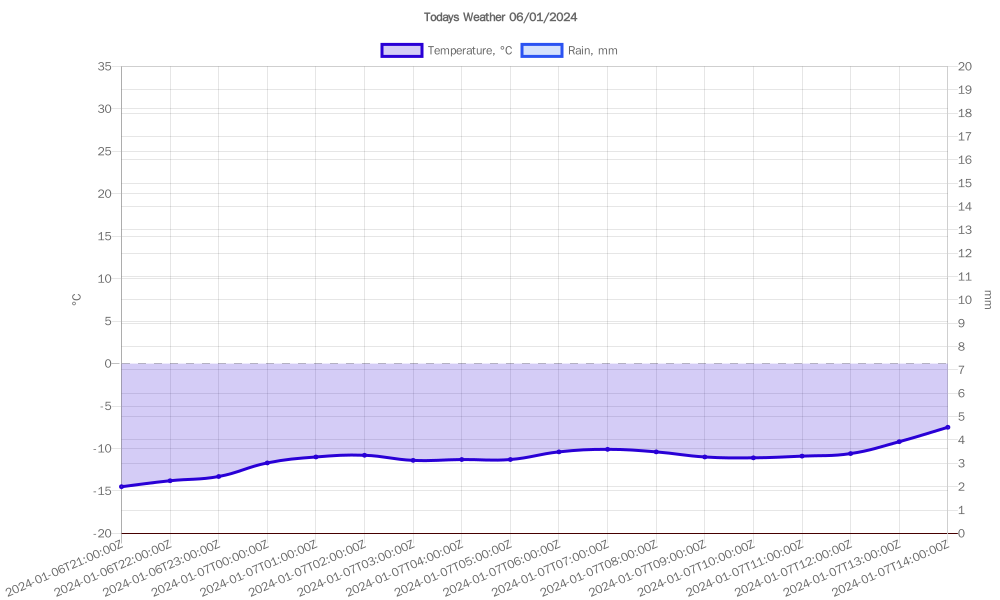 Todays Weather 06/01/2024
Temperature, °C
Rain, mm
35
30
25
20
15
10
5
0
-5
-10
-15
-20
°C
20
19
18
17
16
15
14
13
12
11
10
9
8
7
6
5
4
3
2
1
0
mm
2024-01-06T21:00:00Z
2024-01-06T22:00:00Z
2024-01-06T23:00:00Z
2024-01-07T00:00:00Z
2024-01-07T01:00:00Z
2024-01-07T02:00:00Z
2024-01-07T03:00:00Z
2024-01-07T04:00:00Z
2024-01-07T05:00:00Z
2024-01-07T06:00:00Z
2024-01-07T07:00:00Z
2024-01-07T08:00:00Z
2024-01-07T09:00:00Z
2024-01-07T10:00:00Z
2024-01-07T11:00:00Z
2024-01-07T12:00:00Z
2024-01-07T13:00:00Z
2024-01-07T14:00:00Z